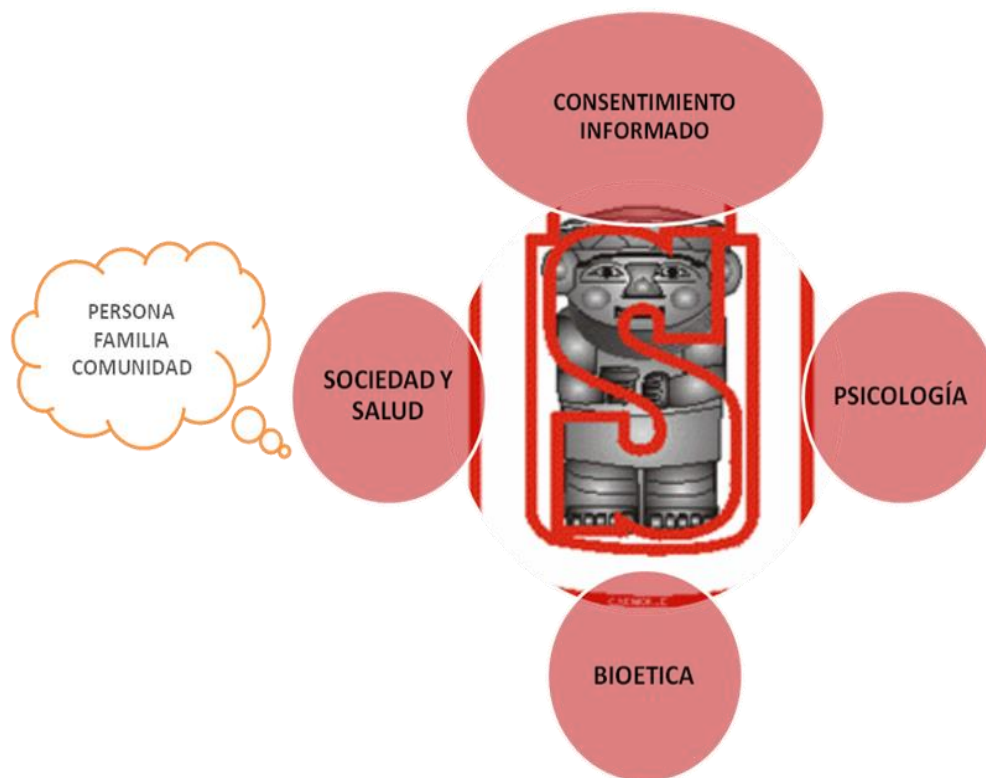 CONSENTIMIENTO
INFORMADO
PERSONA
FAMILIA
COMUNIDAD
SOCIEDAD Y
SALUD
PSICOLOGÍA
BIOETICA